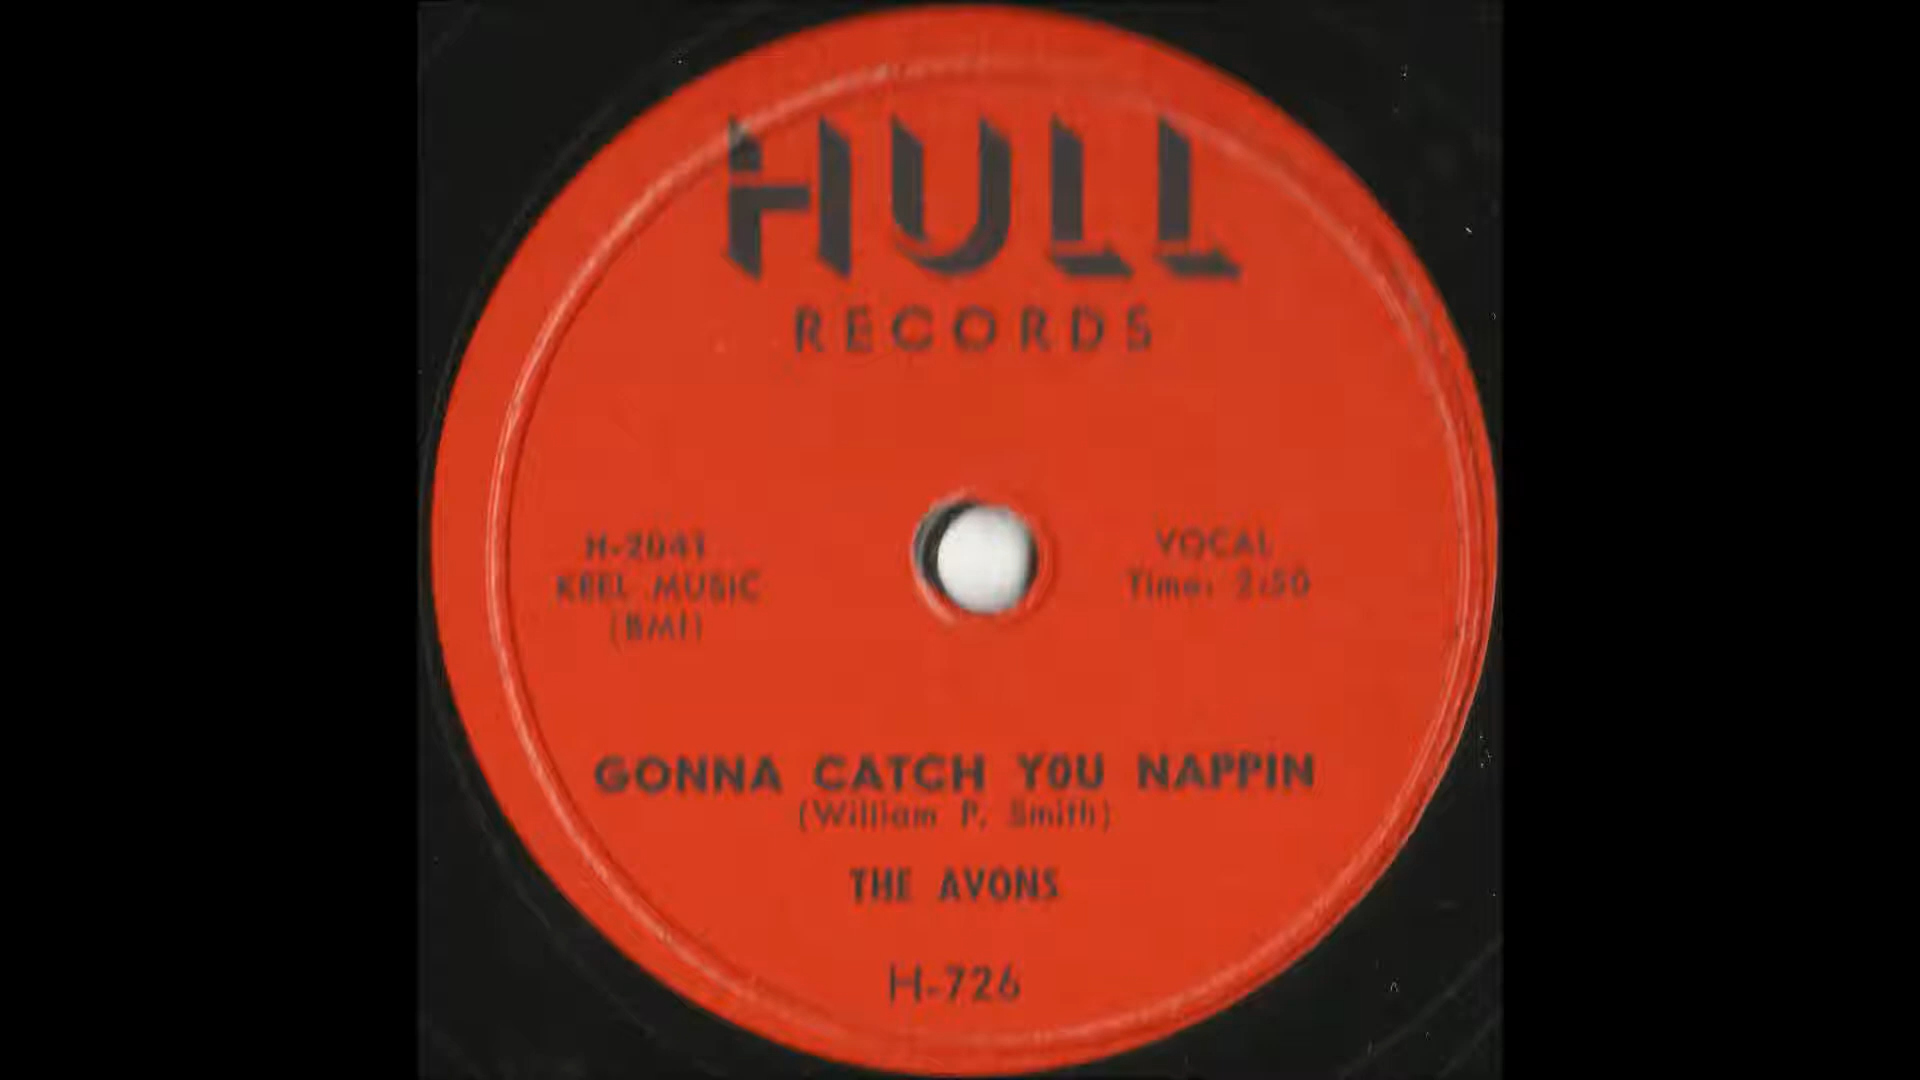 HULL
RECORDS
H-2041
KEEL MUSIC
(BMI)
VOCAL
Time: 2:50
GONNA CATCH YOU NAPPIN
(William P. Smith)
THE AVONS
H-726